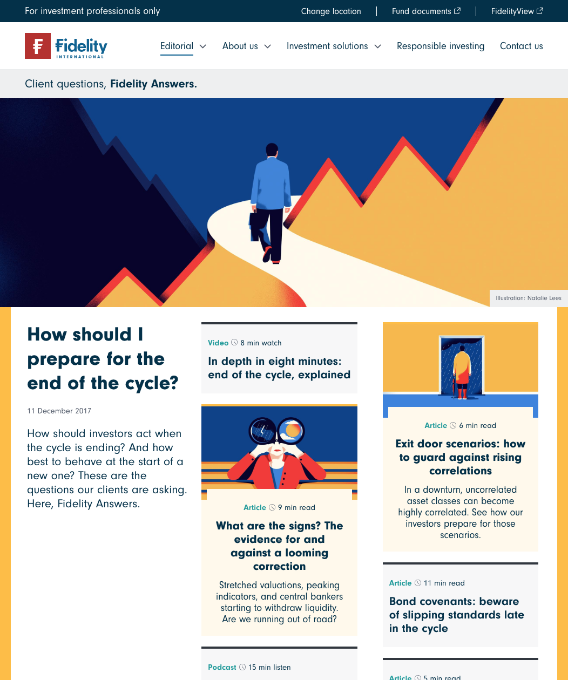 For investment professionals only
Change location
Fund documents
FidelityView
Fidelity
INTERNATIONAL
Editorial
About us
Investment solutions
Responsible investing
Contact us
Client questions, Fidelity Answers.
Illustration: Natalie Lees
How should I
prepare for the
end of the cycle?
11 December 2017
How should investors act when
the cycle is ending? And how
best to behave at the start of a
new one? These are the
questions our clients are asking.
Here, Fidelity Answers.
Video 8 min watch
In depth in eight minutes:
end of the cycle, explained
Article 9 min read
What are the signs? The
evidence for and
against a looming
correction
Stretched valuations, peaking
indicators, and central bankers
starting to withdraw liquidity.
Are we running out of road?
Podcast 15 min listen
Article 6 min read
Exit door scenarios: how
to guard against rising
correlations
In a downturn, uncorrelated
asset classes can become
highly correlated. See how our
investors prepare for those
scenarios.
Article 11 min read
Bond covenants: beware
of slipping standards late
in the cycle
Article 5 min read